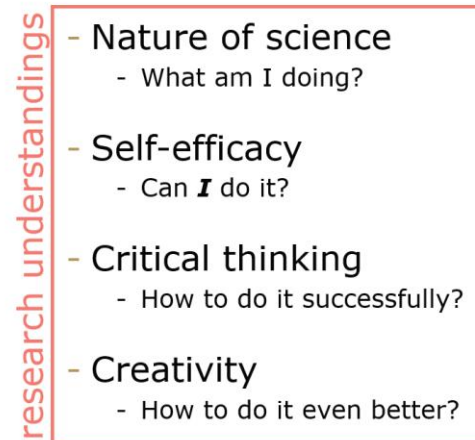 research understandings
- Nature of science
- What am I doing?
- Self-efficacy
- Can I do it?
- Critical thinking
- How to do it successfully?
- Creativity
- How to do it even better?